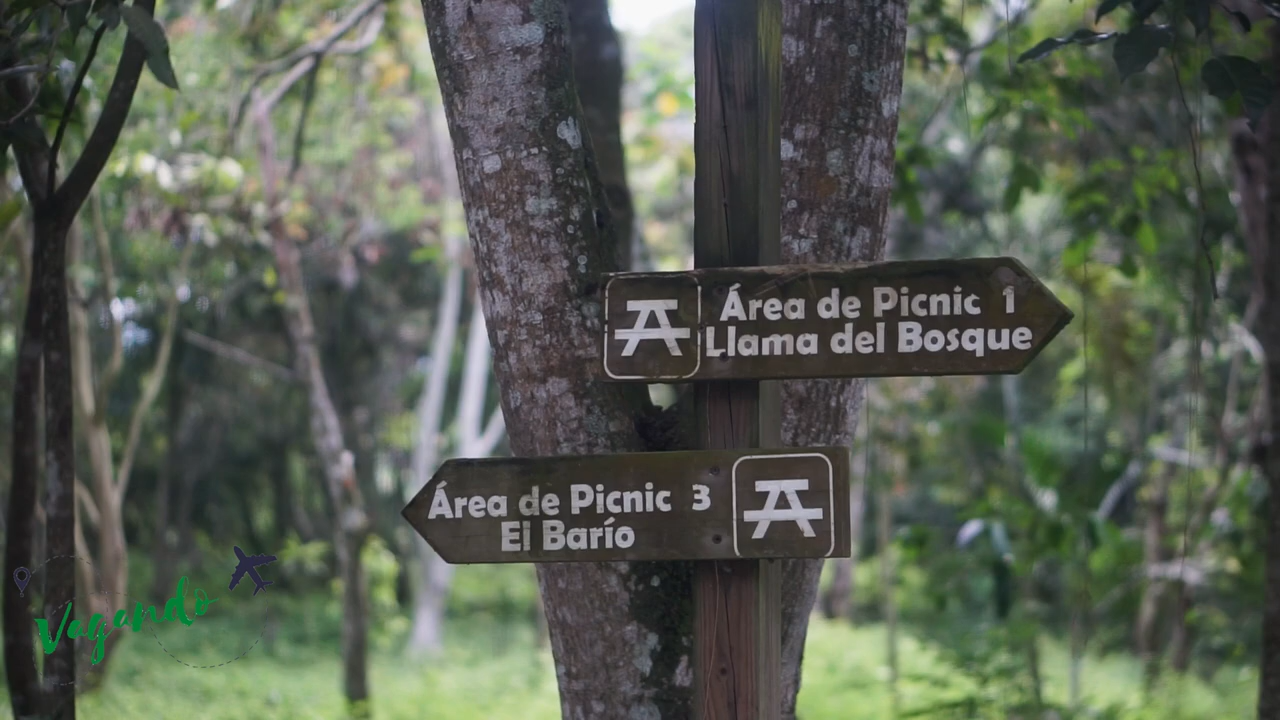 Área de Picnic 1
Llama del Bosque
Área de Picnic 3
El Barío
Vagando